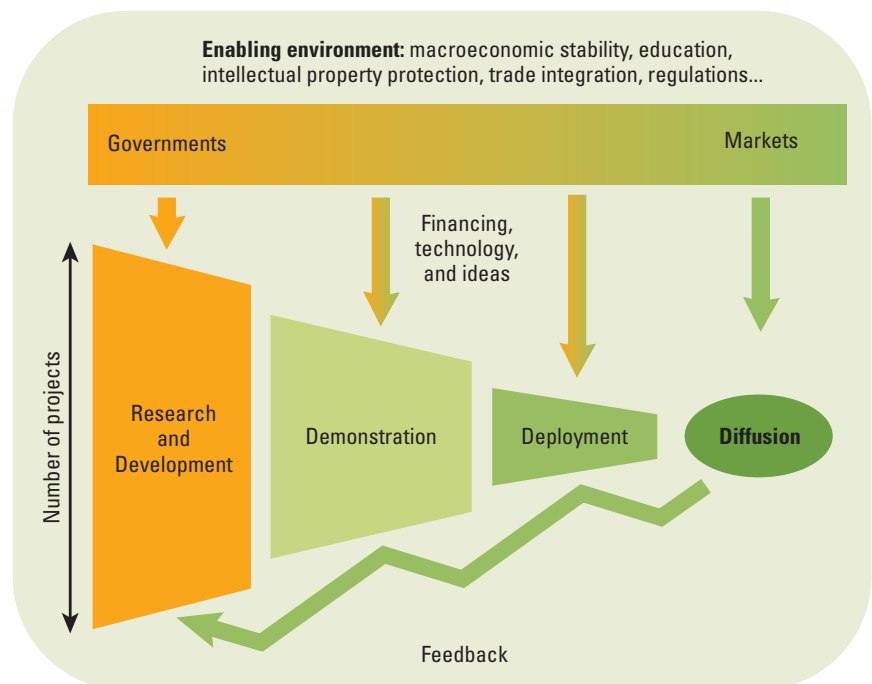 Enabling environment: macroeconomic stability, education,
intellectual property protection, trade integration, regulations...
Governments
Markets
Financing,
technology,
and ideas
Number of projects
Research
and
Development
Demonstration
Deployment
Diffusion
Feedback